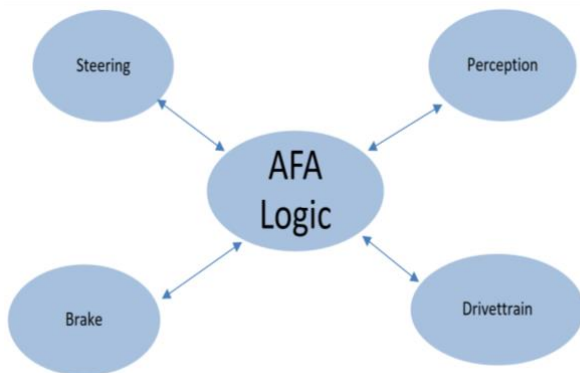 Steering
Perception
AFA
Logic
Brake
Drivettrain